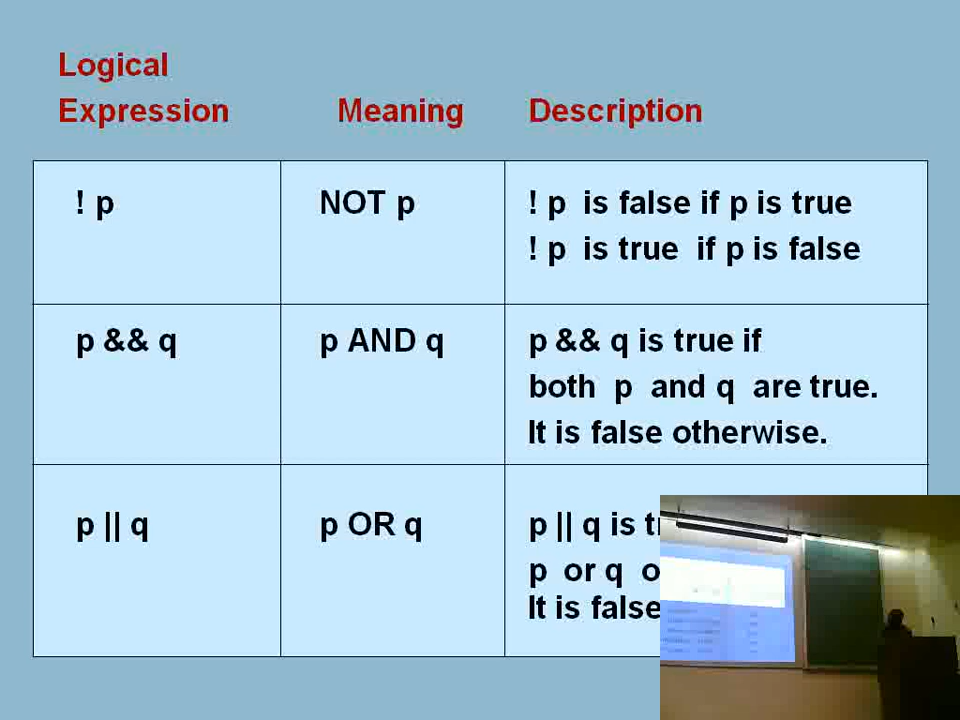 Logical
Expression Meaning Description
! p NOT p ! p is false if p is true
! p is true if p is false
p && q p AND q p && q is true if
both p and q are true.
It is false otherwise.
p || q p OR q p || q is
p or q
It is false